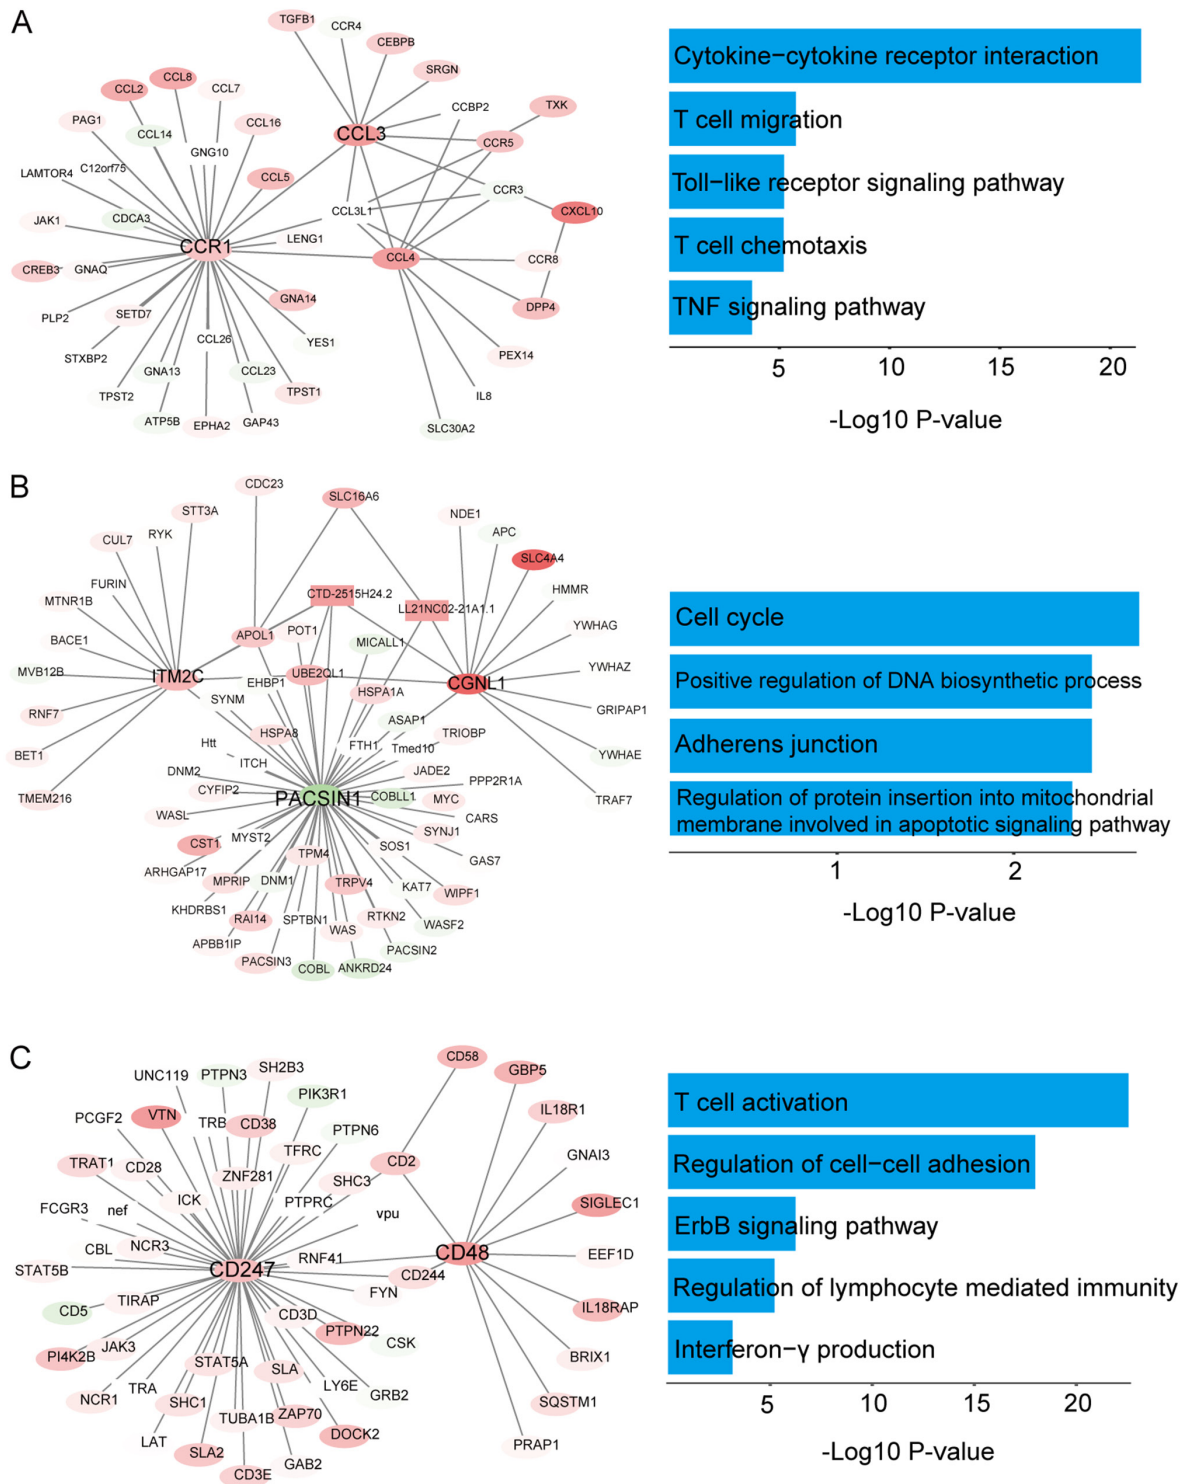 A
TGFB1
CCR4
CEBPB
SRGN
CCL8
CCL2
CCL7
CCBP2
TXK
PAG1
CCL16
CCL14
CCL3
CCR5
GNG10
C12orf75
LAMTOR4
CCL5
CCR3
CCL3L1
CXCL10
JAK1
CDCA3
LENG1
CCR1
CCL4
CCR8
CREB3
GNAQ
GNA14
DPP4
PLP2
SETD7
CCL26
YES1
STXBP2
PEX14
GNA13
CCL23
TPST2
TPST1
IL8
ATP5B
EPHA2
GAP43
SLC30A2
Cytokine−cytokine receptor interaction
T cell migration
Toll−like receptor signaling pathway
T cell chemotaxis
TNF signaling pathway
5
10
15
20
-Log10 P-value
B
CDC23
SLC16A6
STT3A
NDE1
RYK
CUL7
APC
SLC4A4
FURIN
HMMR
MTNR1B
CTD-2515H24.2
LL21NC02-21A1.1
BACE1
APOL1
POT1
MICALL1
YWHAG
MVB12B
ITM2C
EHBP1
UBE2QL1
CGNL1
YWHAZ
HSPA1A
SYNM
RNF7
GRIPAP1
ASAP1
HSPA8
TRIOBP
Htt
FTH1
Tmed10
YWHAE
BET1
ITCH
DNM2
JADE2
PPP2R1A
TMEM216
CYFIP2
PACSIN1
COBLL1
MYC
TRAF7
WASL
CARS
CST1
MYST2
SYNJ1
SOS1
TPM4
GAS7
ARHGAP17
MPRIP
DNM1
TRPV4
KAT7
WIPF1
KHDRBS1
RAI14
SPTBN1
RTKN2
WASF2
WAS
APBB1IP
PACSIN2
PACSIN3
COBL
ANKRD24
Cell cycle
Positive regulation of DNA biosynthetic process
Adherens junction
Regulation of protein insertion into mitochondrial
membrane involved in apoptotic signaling pathway
1
2
-Log10 P-value
C
UNC119
PTPN3
SH2B3
CD58
GBP5
PIK3R1
PCGF2
VTN
TRB
CD38
IL18R1
PTPN6
TFRC
GNAI3
TRAT1
CD28
ZNF281
CD2
SHC3
ICK
PTPRC
SIGLEC1
FCGR3
nef
vpu
CBL
NCR3
CD48
EEF1D
STAT5B
CD247
RNF41
CD244
FYN
CD5
TIRAP
CD3D
IL18RAP
PTPN22
CSK
PI4K2B
JAK3
STAT5A
SLA
BRIX1
TRA
LY6E
GRB2
NCR1
SHC1
SQSTM1
TUBA1B
ZAP70
DOCK2
LAT
SLA2
PRAP1
GAB2
CD3E
T cell activation
Regulation of cell−cell adhesion
ErbB signaling pathway
Regulation of lymphocyte mediated immunity
Interferon−γ production
5
10
15
20
-Log10 P-value